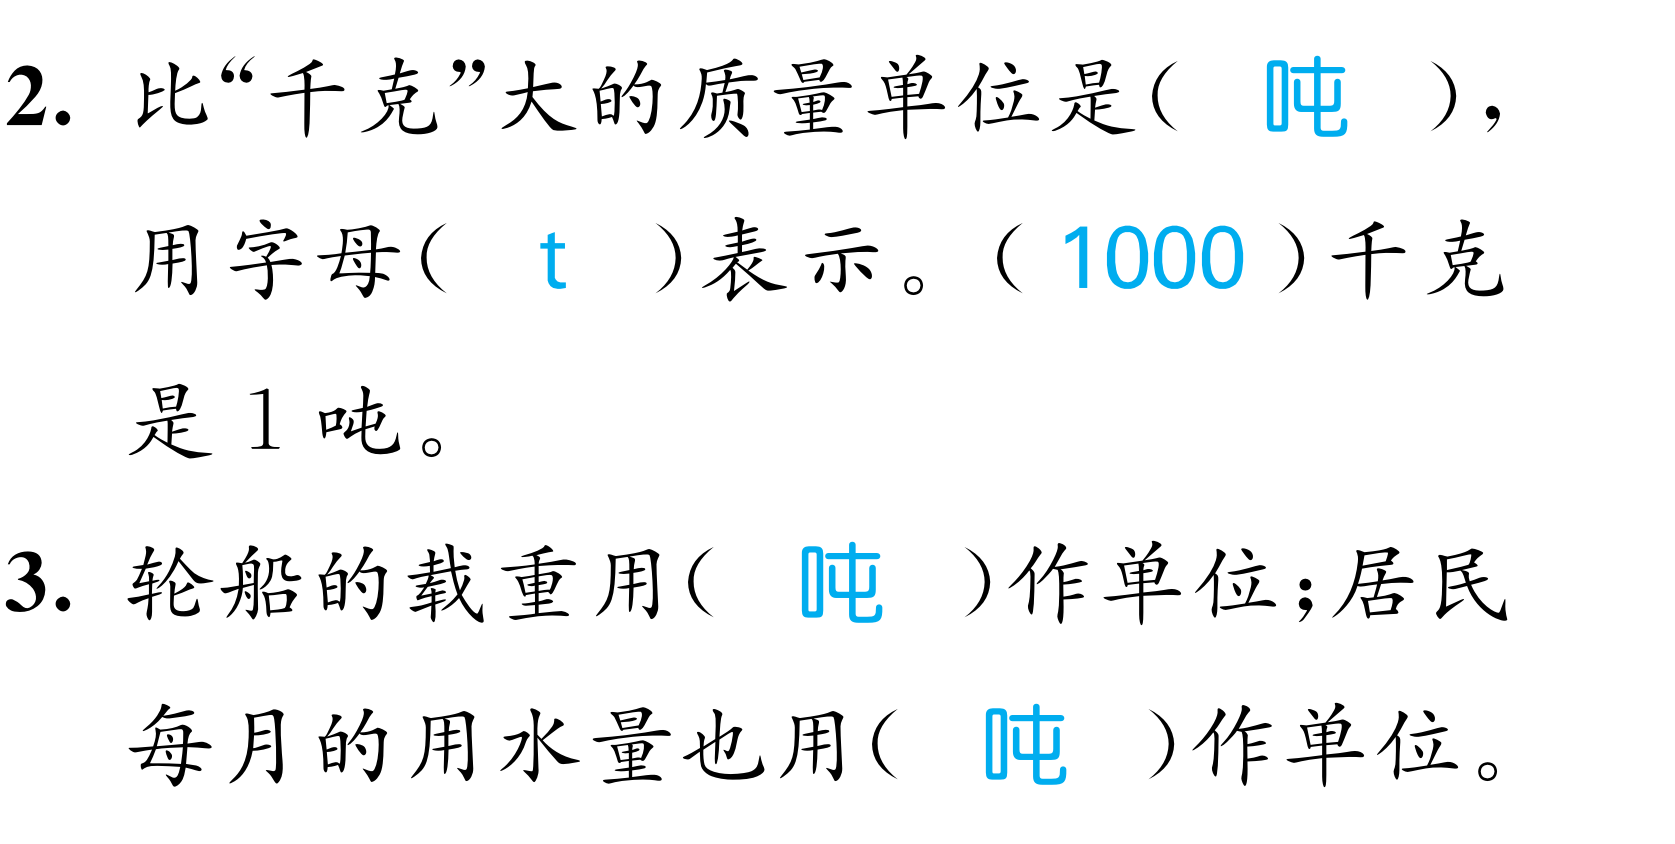 2. 比“千克”大的质量单位是( 吨 ),
用字母( t )表示。( 1000 )千克
是 1 吨。
3. 轮船的载重用( 吨 )作单位;居民
每月的用水量也用( 吨 )作单位。